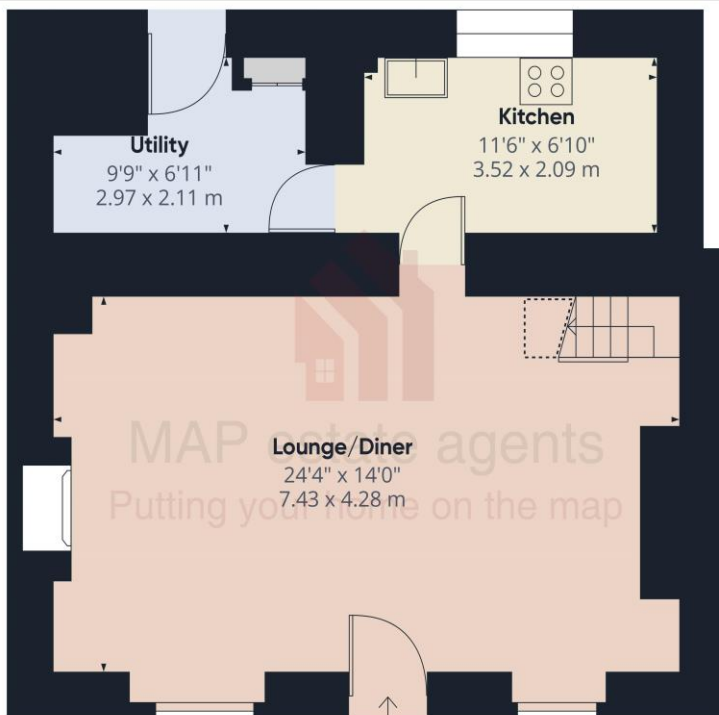 Utility
9'9" x 6'11"
2.97 x 2.11 m
Kitchen
11'6" x 6'10"
3.52 x 2.09 m
MAP estate agents
Putting your home on the map
Lounge/Diner
24'4" x 14'0"
7.43 x 4.28 m